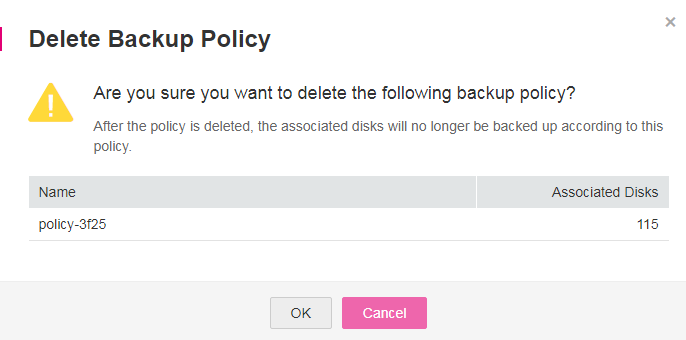 ×
Delete Backup Policy
Are you sure you want to delete the following backup policy?
After the policy is deleted, the associated disks will no longer be backed up according to this
policy.
Name Associated Disks
policy-3f25 115
OK Cancel